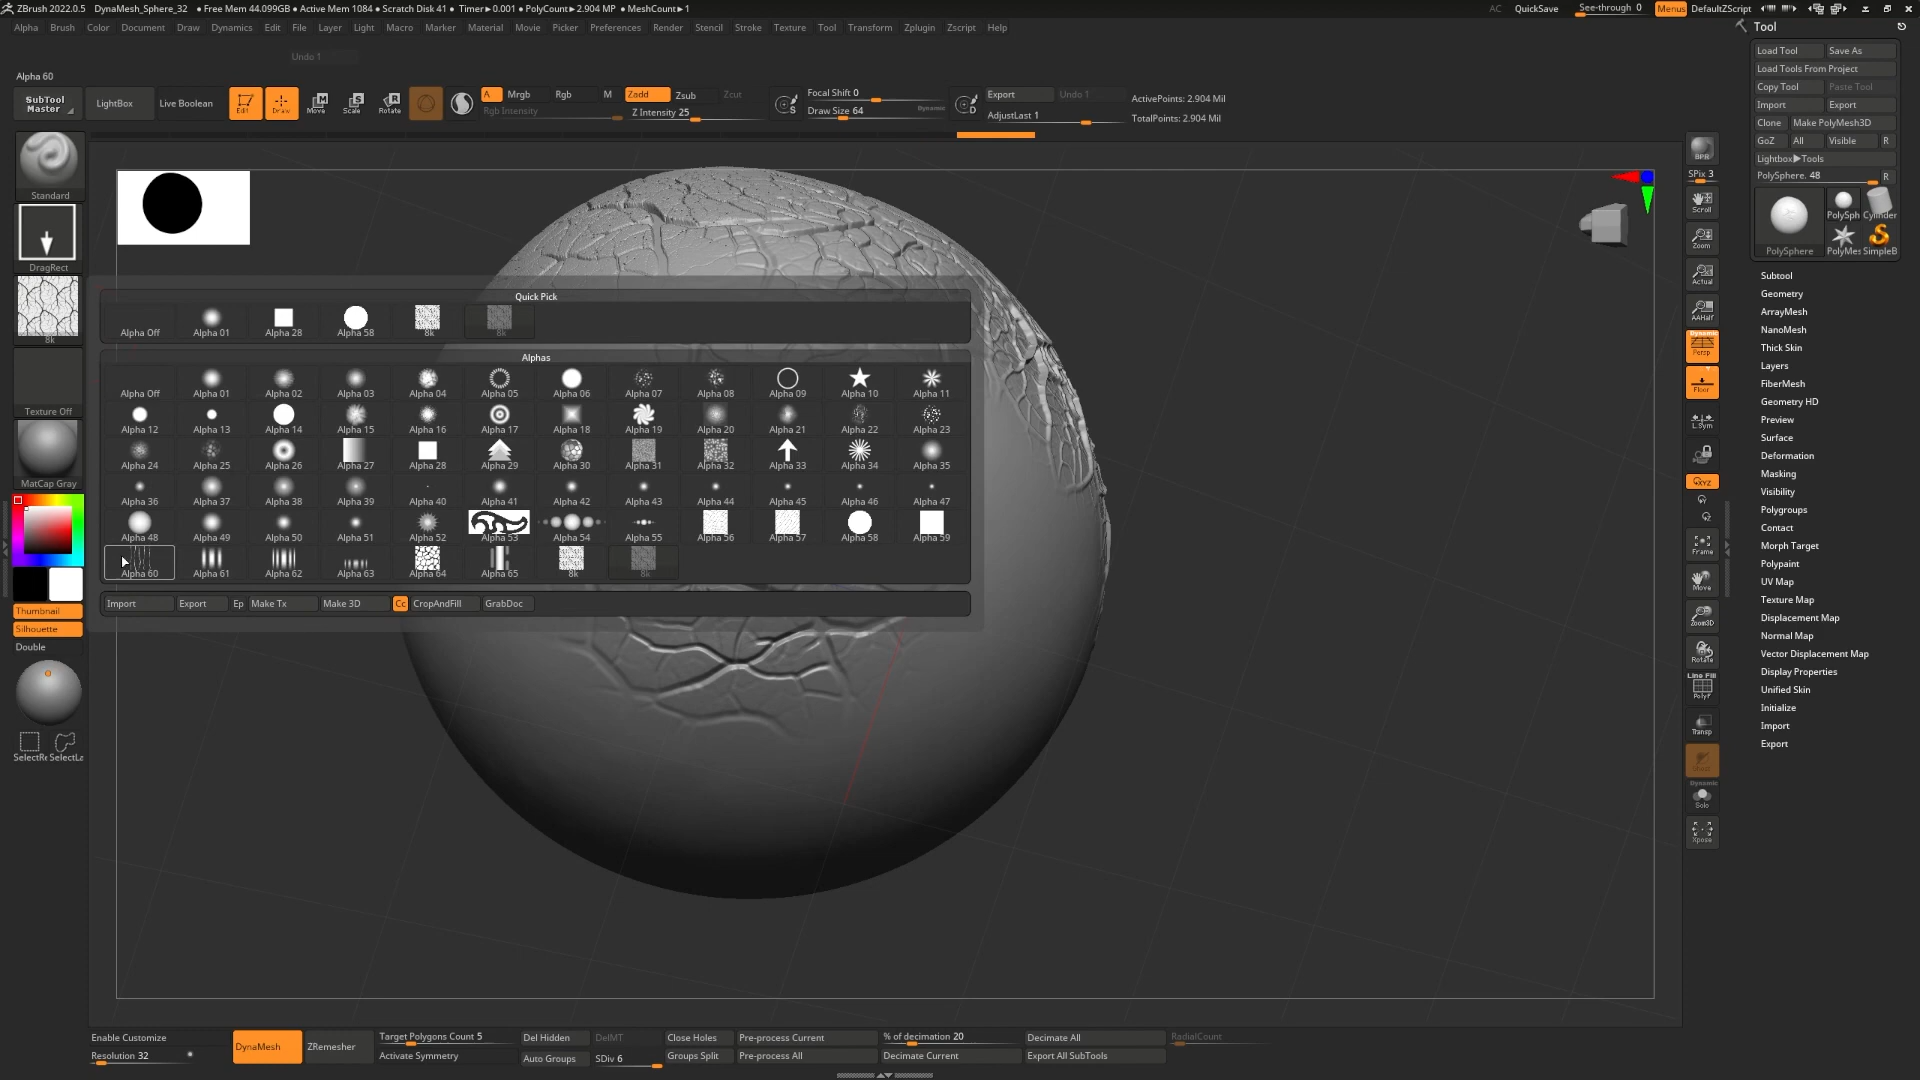 ZBrush 2022.0.5 DynaMesh_Sphere_32 • Free Mem 44.099GB • Active Mem 1084 • Scratch Disk 41 • Timer▸0.001 • PolyCount▸2.904 MP • MeshCount▸1
AC QuickSave See-through 0 Menus DefaultZScript
Alpha Brush Color Document Draw Dynamics Edit File Layer Light Macro Marker Material Movie Picker Preferences Render Stencil Stroke Texture Tool Transform Zplugin Zscript Help
Undo 1
Alpha 60
SubTool Master
LightBox
Live Boolean
Edit
Draw
Move
Scale
Rotate
A Mrgb Rgb M Zadd Zsub Zcut
Rgb Intensity
Z Intensity 25
Focal Shift 0
Draw Size 64
Dynamic
Export Undo 1
AdjustLast 1
ActivePoints: 2.904 Mil
TotalPoints: 2.904 Mil
Standard
DragRect
8k
Texture Off
MatCap Gray
Thumbnail
Silhouette
Double
SelectRe SelectLa
Quick Pick
Alpha Off Alpha 01 Alpha 28 Alpha 58 8k 8k
Alphas
Alpha Off Alpha 01 Alpha 02 Alpha 03 Alpha 04 Alpha 05 Alpha 06 Alpha 07 Alpha 08 Alpha 09 Alpha 10 Alpha 11
Alpha 12 Alpha 13 Alpha 14 Alpha 15 Alpha 16 Alpha 17 Alpha 18 Alpha 19 Alpha 20 Alpha 21 Alpha 22 Alpha 23
Alpha 24 Alpha 25 Alpha 26 Alpha 27 Alpha 28 Alpha 29 Alpha 30 Alpha 31 Alpha 32 Alpha 33 Alpha 34 Alpha 35
Alpha 36 Alpha 37 Alpha 38 Alpha 39 Alpha 40 Alpha 41 Alpha 42 Alpha 43 Alpha 44 Alpha 45 Alpha 46 Alpha 47
Alpha 48 Alpha 49 Alpha 50 Alpha 51 Alpha 52 Alpha 53 Alpha 54 Alpha 55 Alpha 56 Alpha 57 Alpha 58 Alpha 59
Alpha 60 Alpha 61 Alpha 62 Alpha 63 Alpha 64 Alpha 65 8k 8k
Import Export Ep Make Tx Make 3D Cc CropAndFill GrabDoc
BPR
SPix 3
Scroll
Zoom
Actual
AAHalf
Dynamic
Persp
Floor
L.Sym
XYZ
Frame
Move
Zoom3D
Rotate
Line Fill
PolyF
Transp
Dynamic
Solo
Xpose
Tool
Load Tool Save As
Load Tools From Project
Copy Tool Paste Tool
Import Export
Clone Make PolyMesh3D
GoZ All Visible R
Lightbox▸Tools
PolySphere. 48 R
PolySphere
PolySph Cylinder
PolyMes SimpleB
Subtool
Geometry
ArrayMesh
NanoMesh
Thick Skin
Layers
FiberMesh
Geometry HD
Preview
Surface
Deformation
Masking
Visibility
Polygroups
Contact
Morph Target
Polypaint
UV Map
Texture Map
Displacement Map
Normal Map
Vector Displacement Map
Display Properties
Unified Skin
Initialize
Import
Export
Enable Customize
Resolution 32
DynaMesh
ZRemesher
Target Polygons Count 5
Activate Symmetry
Del Hidden
Auto Groups
DelMT
SDiv 6
Close Holes
Groups Split
Pre-process Current
Pre-process All
% of decimation 20
Decimate Current
Decimate All
Export All SubTools
RadialCount